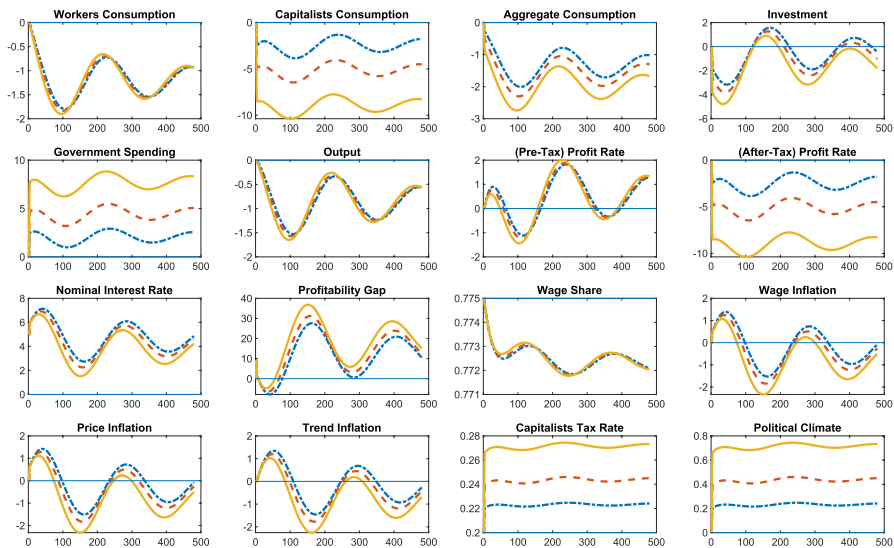 Workers Consumption
0
-0.5
-1
-1.5
-2
0 100 200 300 400 500
Capitalists Consumption
0
-5
-10
0 100 200 300 400 500
Aggregate Consumption
0
-1
-2
-3
0 100 200 300 400 500
Investment
2
0
-2
-4
-6
0 100 200 300 400 500
Government Spending
10
5
0
0 100 200 300 400 500
Output
0
-0.5
-1
-1.5
-2
0 100 200 300 400 500
(Pre-Tax) Profit Rate
2
1
0
-1
-2
0 100 200 300 400 500
(After-Tax) Profit Rate
0
-5
-10
0 100 200 300 400 500
Nominal Interest Rate
8
6
4
2
0
0 100 200 300 400 500
Profitability Gap
40
30
20
10
0
0 100 200 300 400 500
Wage Share
0.775
0.774
0.773
0.772
0.771
0 100 200 300 400 500
Wage Inflation
2
1
0
-1
-2
0 100 200 300 400 500
Price Inflation
2
1
0
-1
-2
0 100 200 300 400 500
Trend Inflation
2
1
0
-1
-2
0 100 200 300 400 500
Capitalists Tax Rate
0.28
0.26
0.24
0.22
0.2
0 100 200 300 400 500
Political Climate
0.8
0.6
0.4
0.2
0
0 100 200 300 400 500